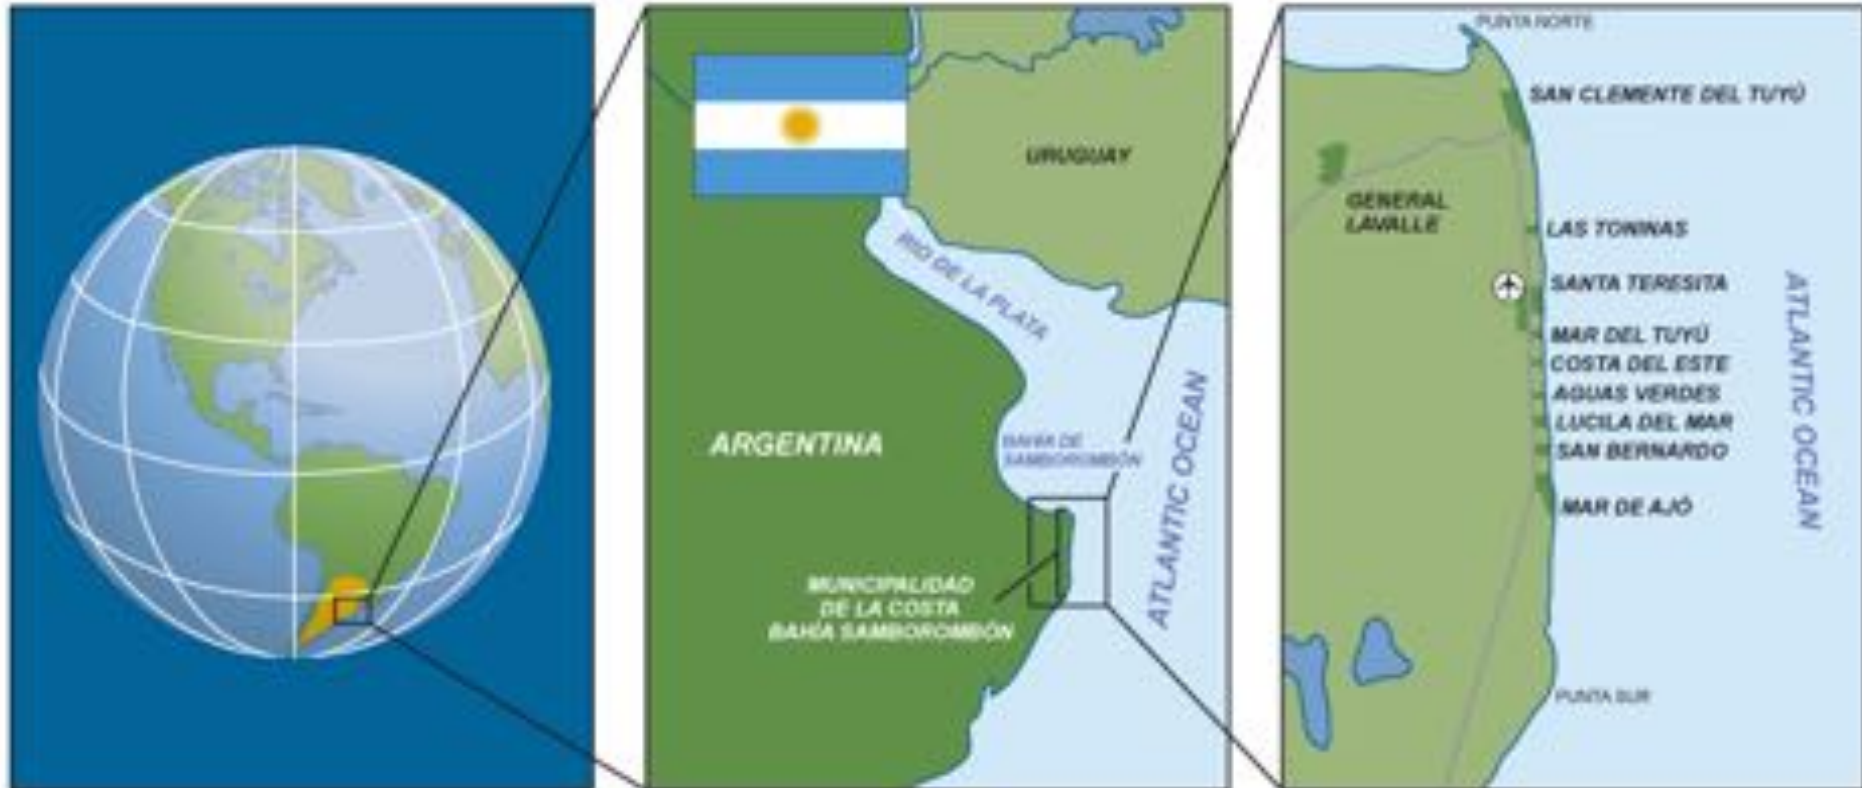 URUGUAY
RIO DE LA PLATA
ARGENTINA
BAHÍA DE
SAMBOROMBÓN
ATLANTIC OCEAN
MUNICIPALIDAD
DE LA COSTA
BAHÍA SAMBOROMBÓN
PUNTA NORTE
SAN CLEMENTE DEL TUYÚ
GENERAL
LAVALLE
LAS TONINAS
SANTA TERESITA
MAR DEL TUYÚ
COSTA DEL ESTE
AGUAS VERDES
LUCILA DEL MAR
SAN BERNARDO
MAR DE AJÓ
ATLANTIC OCEAN
PUNTA SUR